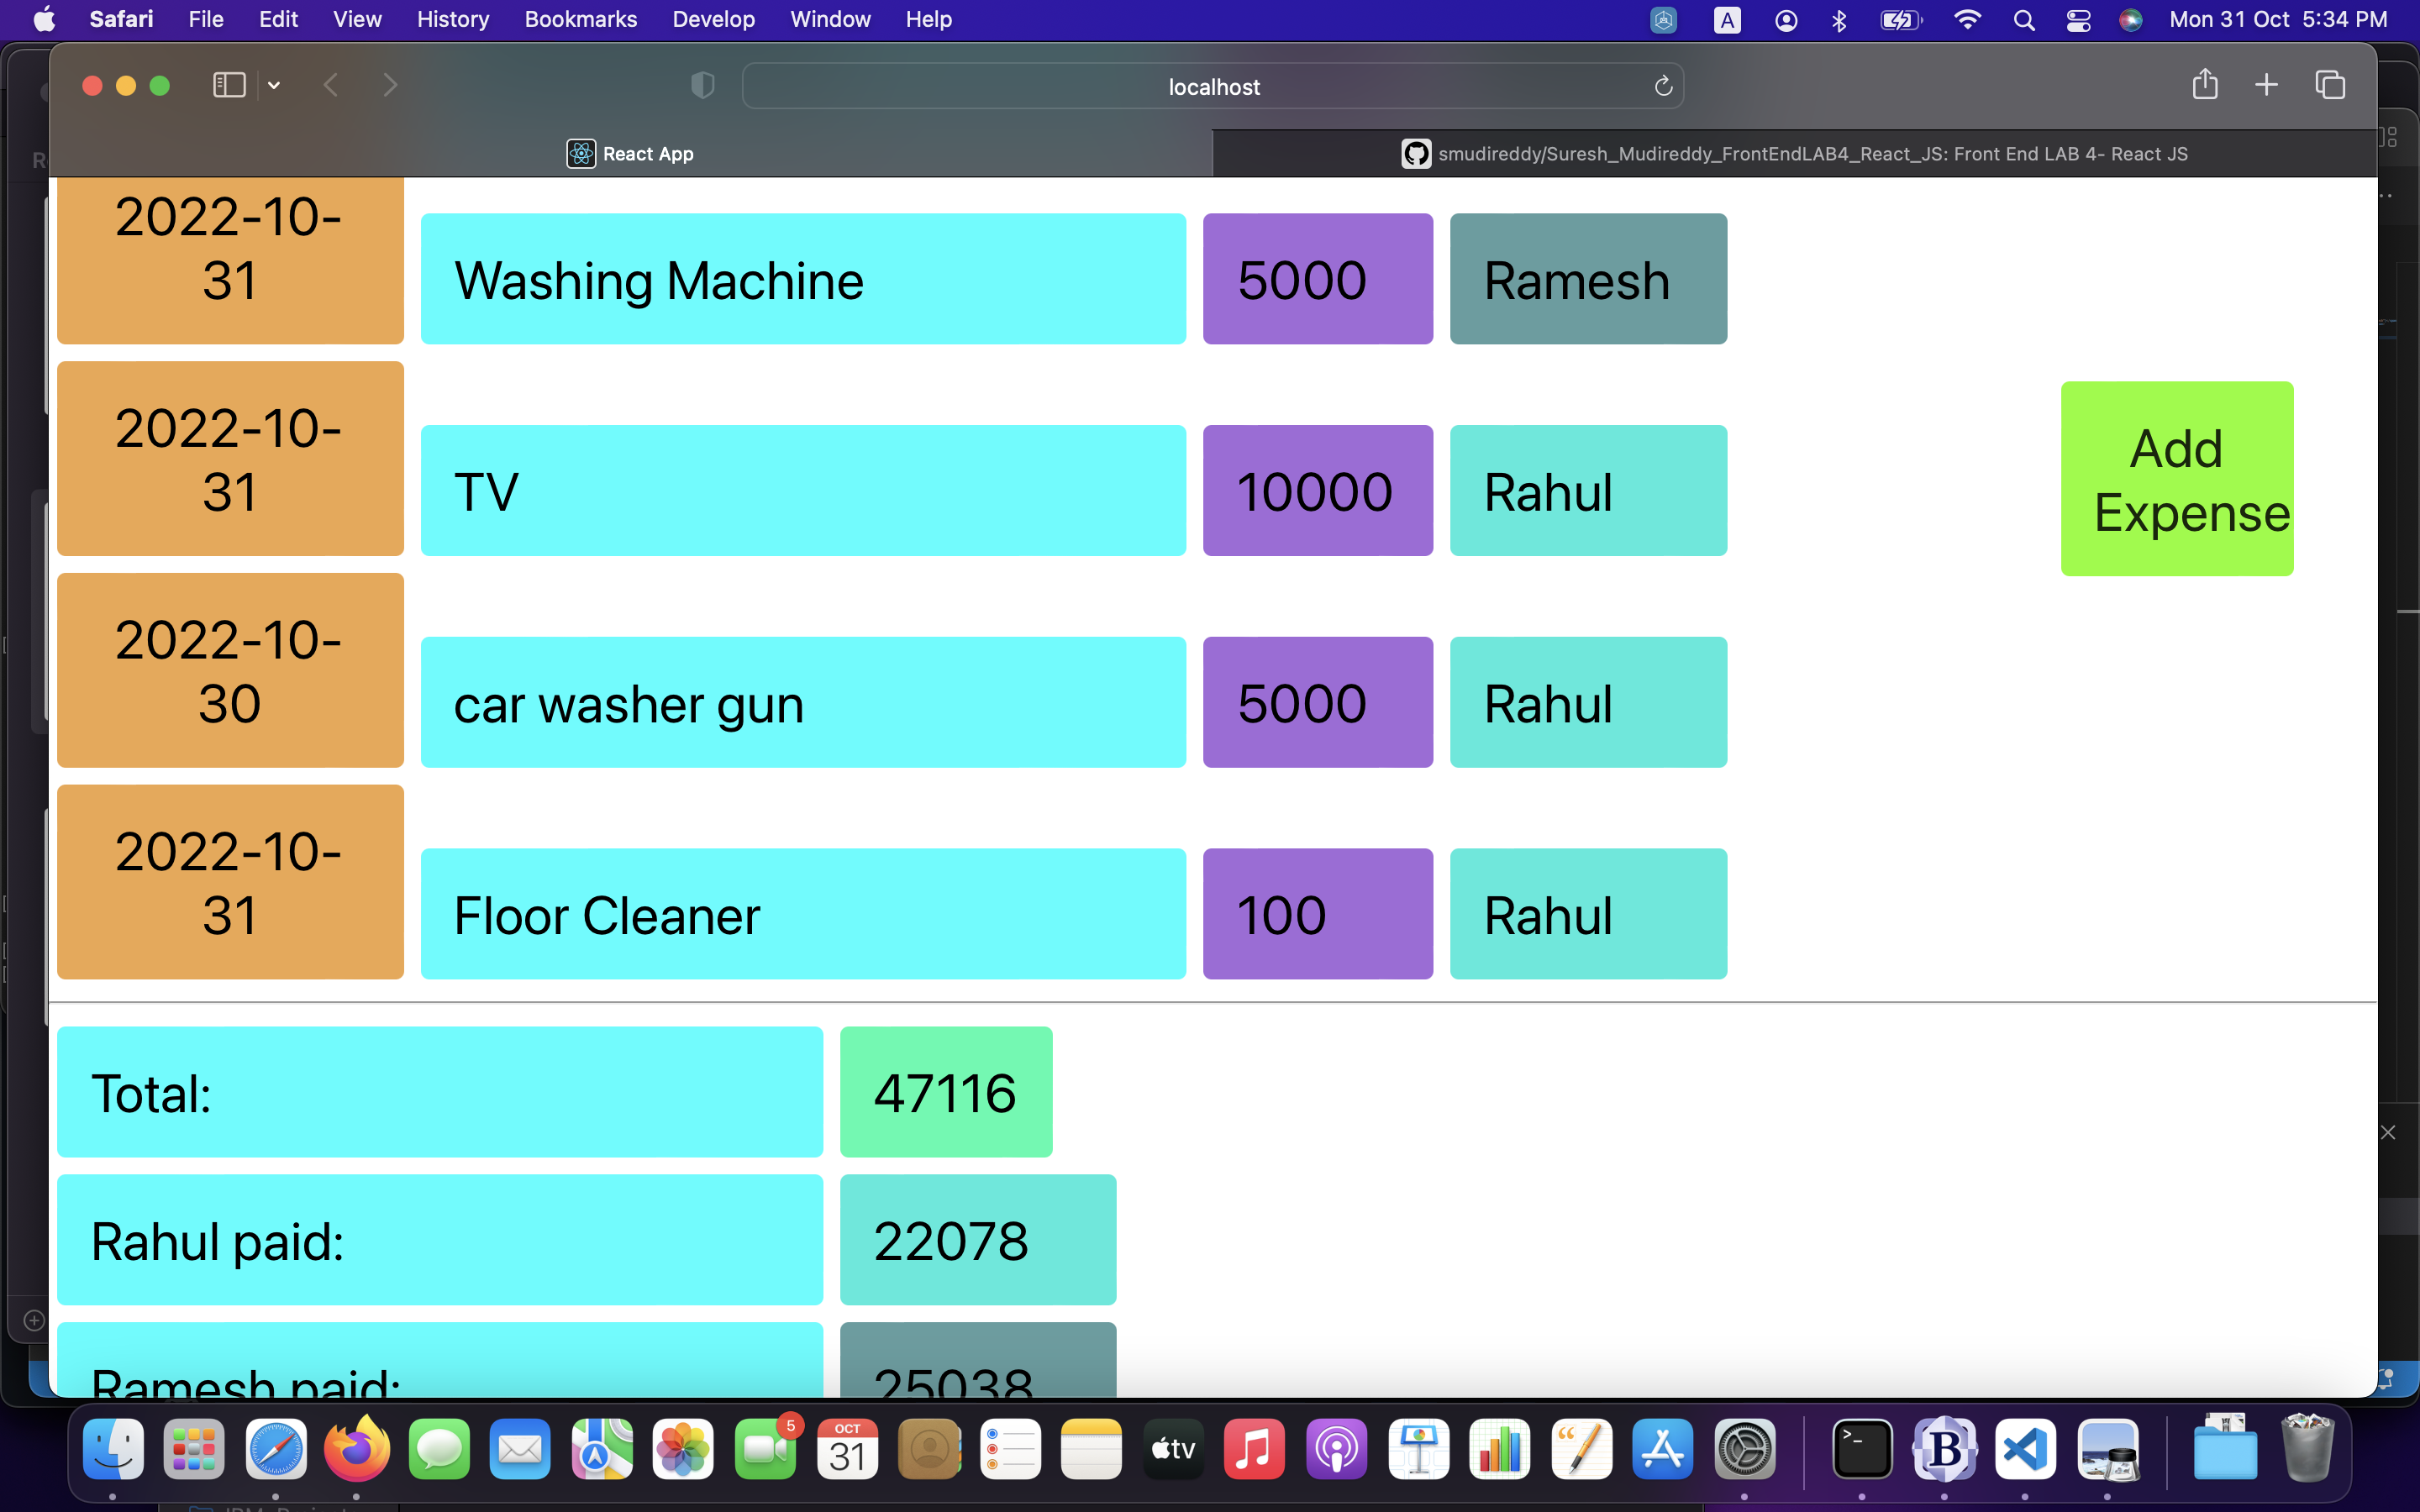 Safari File Edit View History Bookmarks Develop Window Help A Mon 31 Oct 5:34 PM
localhost
React App
smudireddy/Suresh_Mudireddy_FrontEndLAB4_React_JS: Front End LAB 4- React JS
2022-10-
31
Washing Machine
5000
Ramesh
2022-10-
31
TV
10000
Rahul
Add
Expense
2022-10-
30
car washer gun
5000
Rahul
2022-10-
31
Floor Cleaner
100
Rahul
Total:
47116
Rahul paid:
22078
Ramesh paid:
25038
5
OCT
31
tv
>_
B